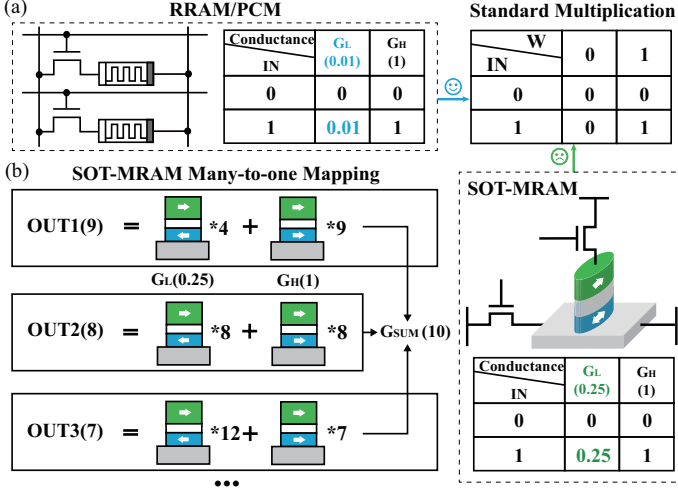 (a)
RRAM/PCM
Conductance
IN
GL
(0.01)
GH
(1)
0 0 0
1 0.01 1
Standard Multiplication
W
IN
0 1
0 0 0
1 0 1
(b)
SOT-MRAM Many-to-one Mapping
OUT1(9) = *4 + *9
GL(0.25) GH(1)
OUT2(8) = *8 + *8
GSUM(10)
OUT3(7) = *12+ *7
•••
SOT-MRAM
Conductance
IN
GL
(0.25)
GH
(1)
0 0 0
1 0.25 1